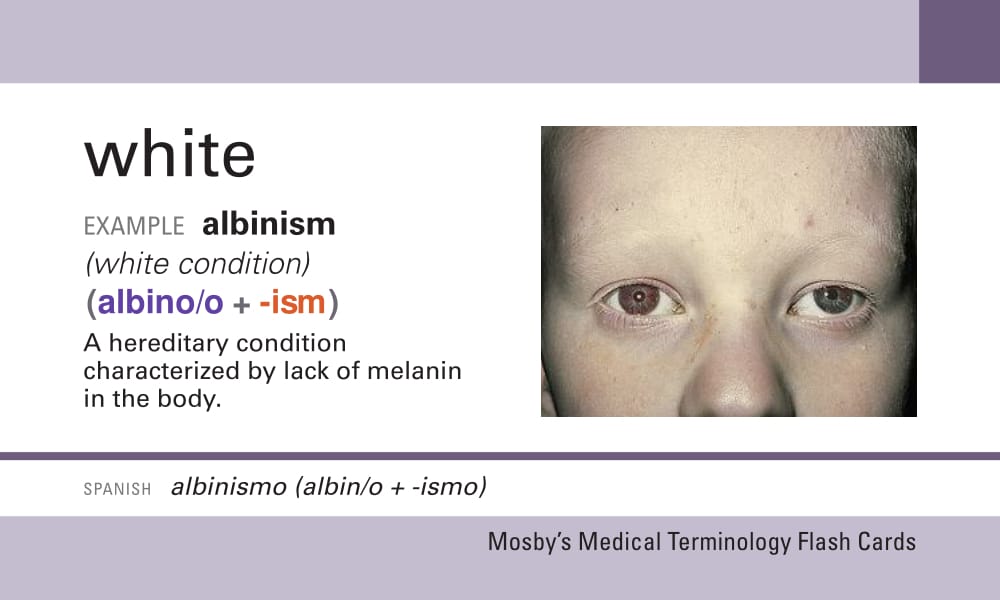 white
EXAMPLE albinism
(white condition)
(albino/o + -ism)
A hereditary condition
characterized by lack of melanin
in the body.
SPANISH albinismo (albin/o + -ismo)
Mosby's Medical Terminology Flash Cards